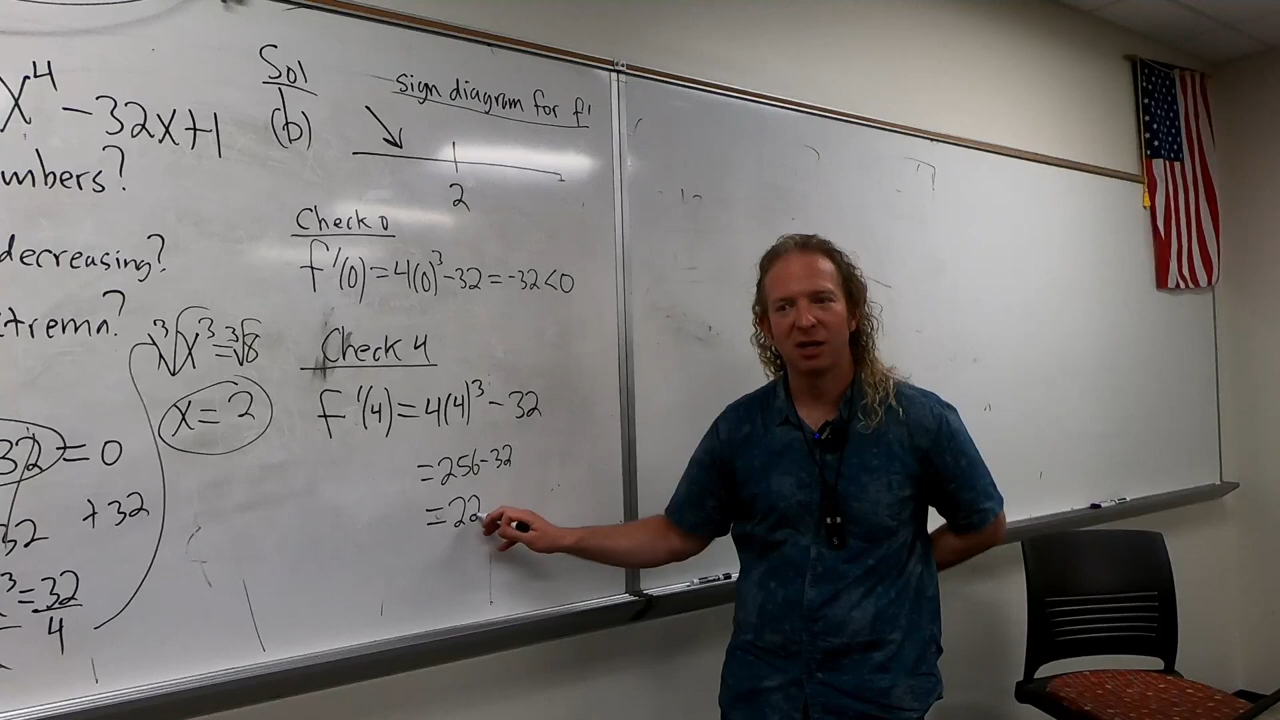 x⁴ - 32x + 1
mbers?
decreasing?
trema?
32 = 0
32 + 32
³ = 32/4
∛x³ = ∛8
x = 2
Sol
(b)
sign diagram for f'
2
Check 0
f'(0) = 4(0)³ - 32 = -32 < 0
Check 4
f'(4) = 4(4)³ - 32
= 256 - 32
= 22